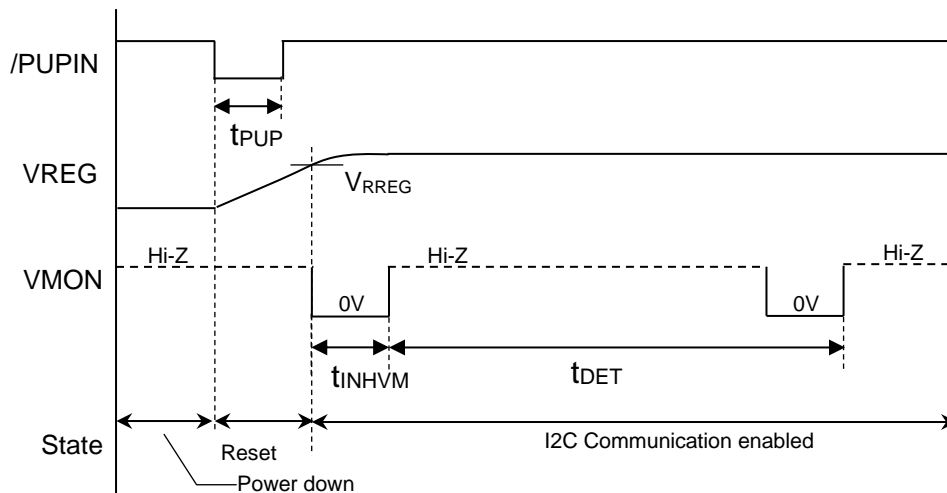 /PUPIN
tPUP
VREG
VRREG
Hi-Z
Hi-Z
Hi-Z
VMON
0V
0V
tINHVM
tDET
State
Reset
I2C Communication enabled
Power down